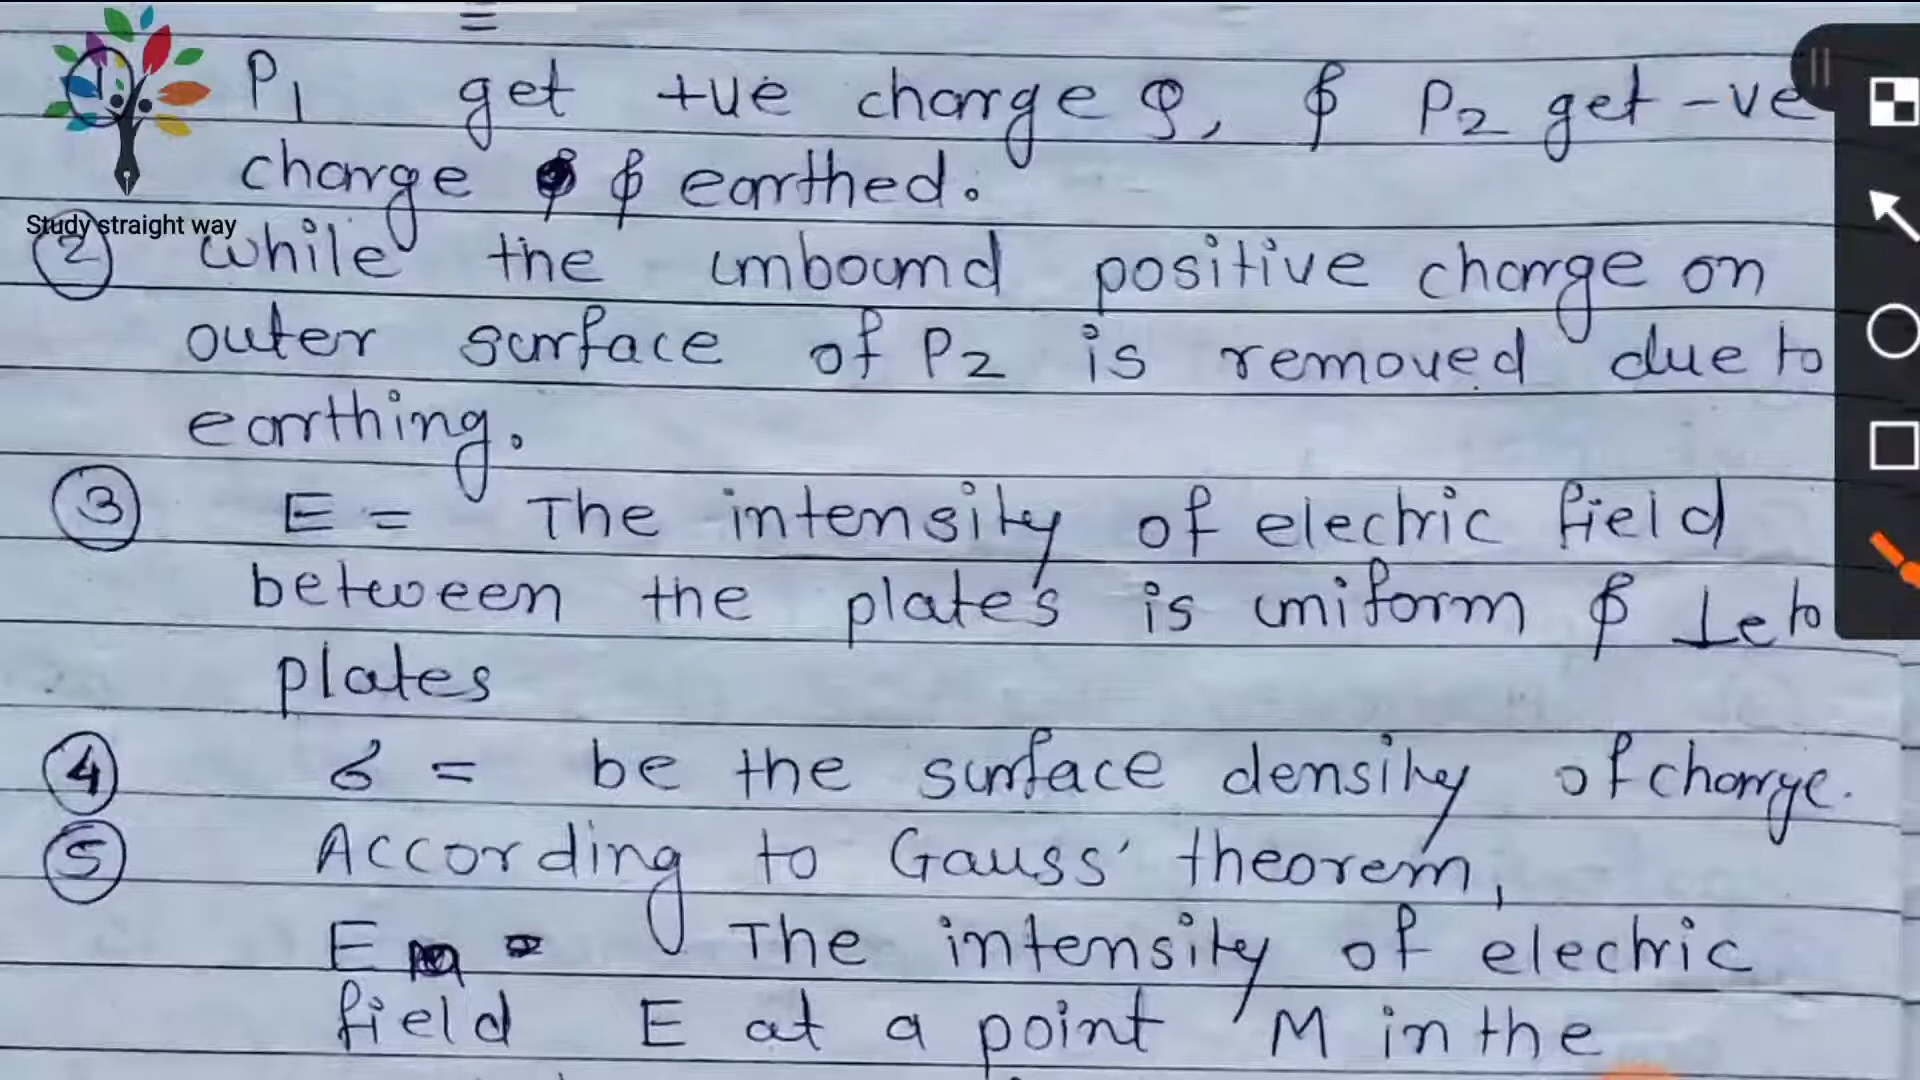 ① P1 get +ve charge Q, & P2 get -ve
charge & earthed.
Study straight way
② while the unbound positive charge on
outer surface of P2 is removed due to
earthing.
③ E = The intensity of electric field
between the plates is uniform & ⊥e to
plates
④ σ = be the surface density of charge.
⑤ According to Gauss' theorem,
E The intensity of electric
field E at a point M in the